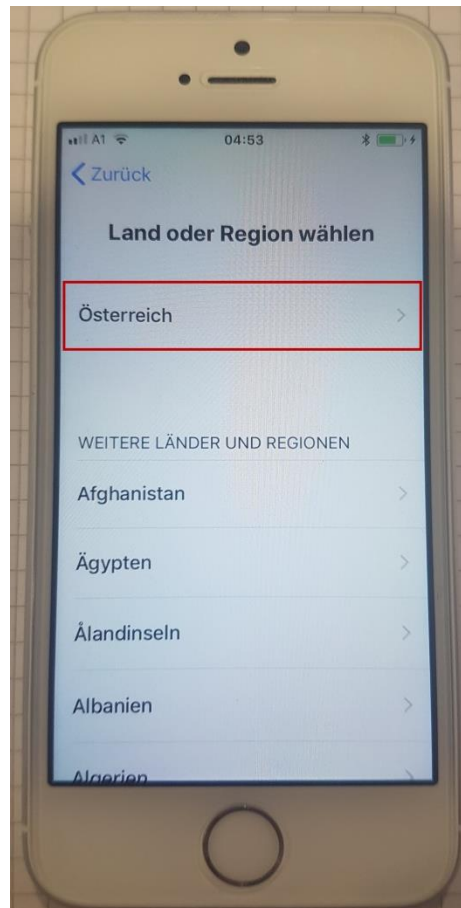 A1 04:53
Zurück
Land oder Region wählen
Österreich
WEITERE LÄNDER UND REGIONEN
Afghanistan
Ägypten
Ålandinseln
Albanien
Algerien